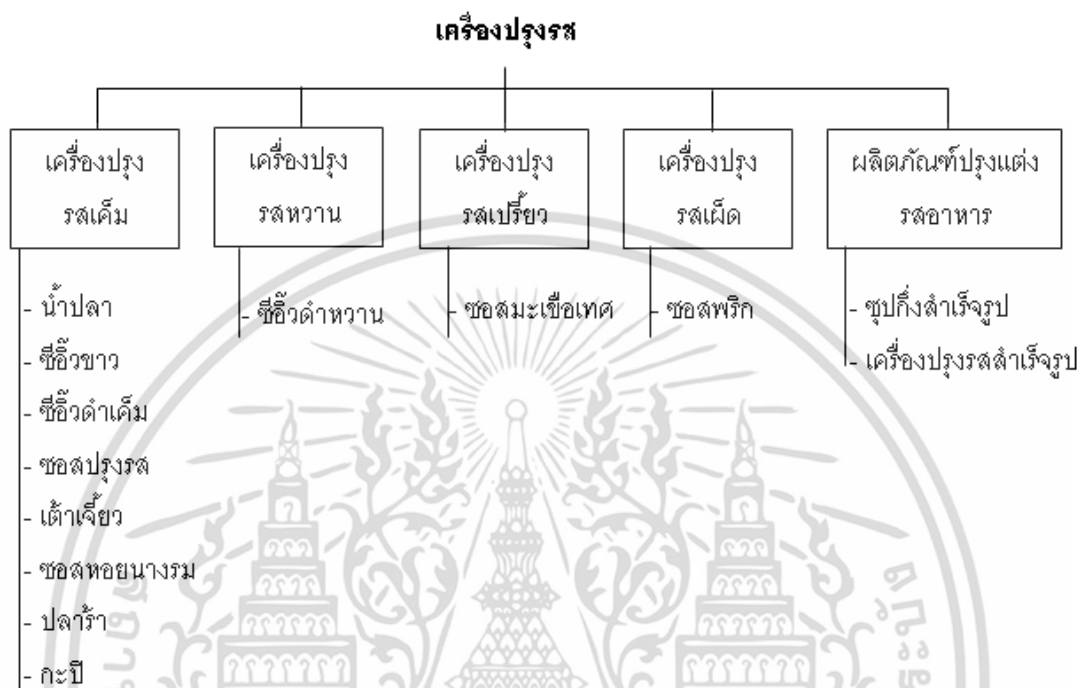 เครื่องปรุงรส
เครื่องปรุง
รสเค็ม
- น้ำปลา
- ซีอิ๊วขาว
- ซีอิ๊วดำเค็ม
- ซอสปรุงรส
- เต้าเจี้ยว
- ซอสหอยนางรม
- ปลาร้า
- กะปิ
เครื่องปรุง
รสหวาน
- ซีอิ๊วดำหวาน
เครื่องปรุง
รสเปรี้ยว
- ซอสมะเขือเทศ
เครื่องปรุง
รสเผ็ด
- ซอสพริก
ผลิตภัณฑ์ปรุงแต่ง
รสอาหาร
- ซุปกึ่งสำเร็จรูป
- เครื่องปรุงรสสำเร็จรูป